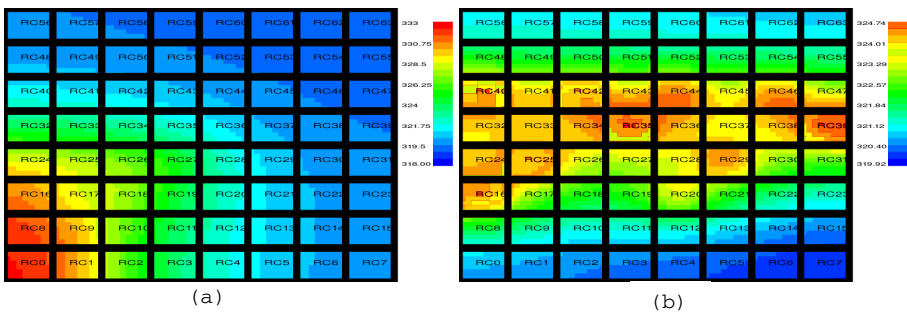 RC56 RC57 RC58 RC59 RC60 RC61 RC62 RC63
RC48 RC49 RC50 RC51 RC52 RC53 RC54 RC55
RC40 RC41 RC42 RC43 RC44 RC45 RC46 RC47
RC32 RC33 RC34 RC35 RC36 RC37 RC38 RC39
RC24 RC25 RC26 RC27 RC28 RC29 RC30 RC31
RC16 RC17 RC18 RC19 RC20 RC21 RC22 RC23
RC8 RC9 RC10 RC11 RC12 RC13 RC14 RC15
RC0 RC1 RC2 RC3 RC4 RC5 RC6 RC7
333
330.75
328.5
326.25
324
321.75
319.5
318.00
(a)
RC56 RC57 RC58 RC59 RC60 RC61 RC62 RC63
RC48 RC49 RC50 RC51 RC52 RC53 RC54 RC55
RC40 RC41 RC42 RC43 RC44 RC45 RC46 RC47
RC32 RC33 RC34 RC35 RC36 RC37 RC38 RC39
RC24 RC25 RC26 RC27 RC28 RC29 RC30 RC31
RC16 RC17 RC18 RC19 RC20 RC21 RC22 RC23
RC8 RC9 RC10 RC11 RC12 RC13 RC14 RC15
RC0 RC1 RC2 RC3 RC4 RC5 RC6 RC7
324.74
324.01
323.29
322.57
321.84
321.12
320.40
319.92
(b)